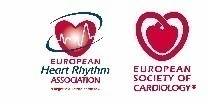 EUROPEAN
Heart Rhythm
ASSOCIATION
EUROPEAN
SOCIETY OF
CARDIOLOGY®